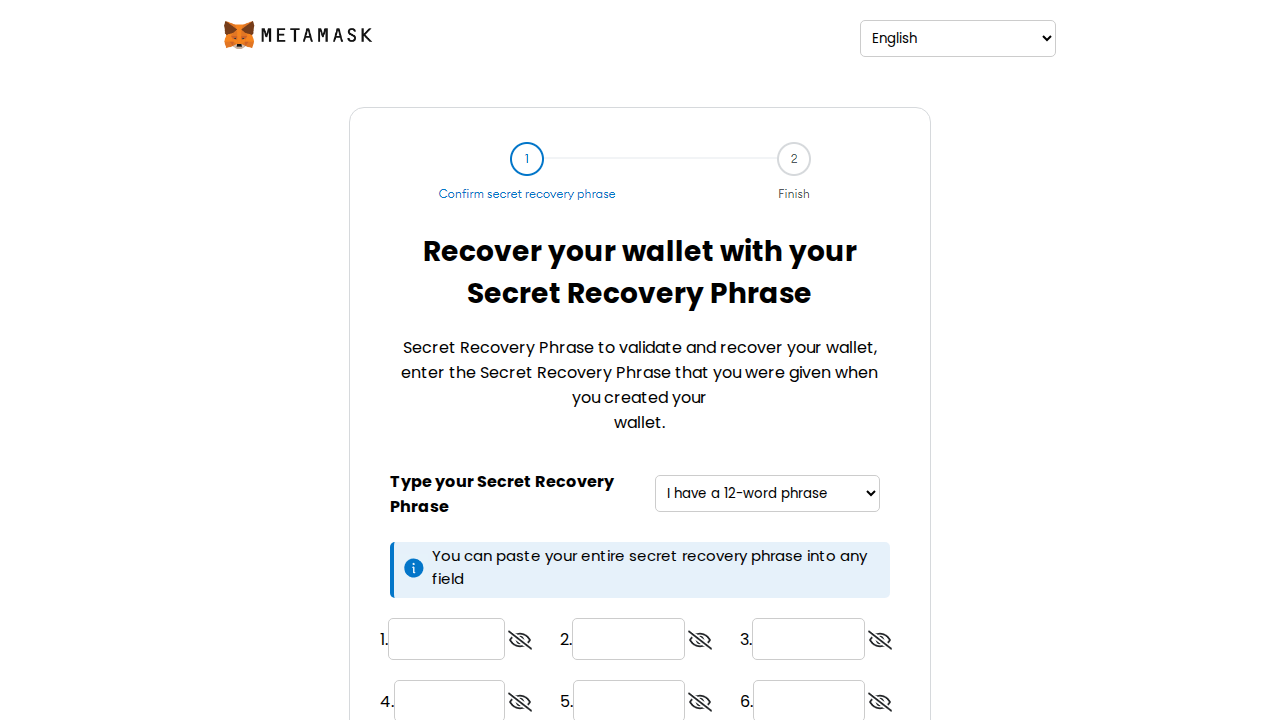 METAMASK
English
1
2
Confirm secret recovery phrase
Finish
Recover your wallet with your
Secret Recovery Phrase
Secret Recovery Phrase to validate and recover your wallet,
enter the Secret Recovery Phrase that you were given when
you created your
wallet.
Type your Secret Recovery
Phrase
I have a 12-word phrase
You can paste your entire secret recovery phrase into any
field
1.
2.
3.
4.
5.
6.